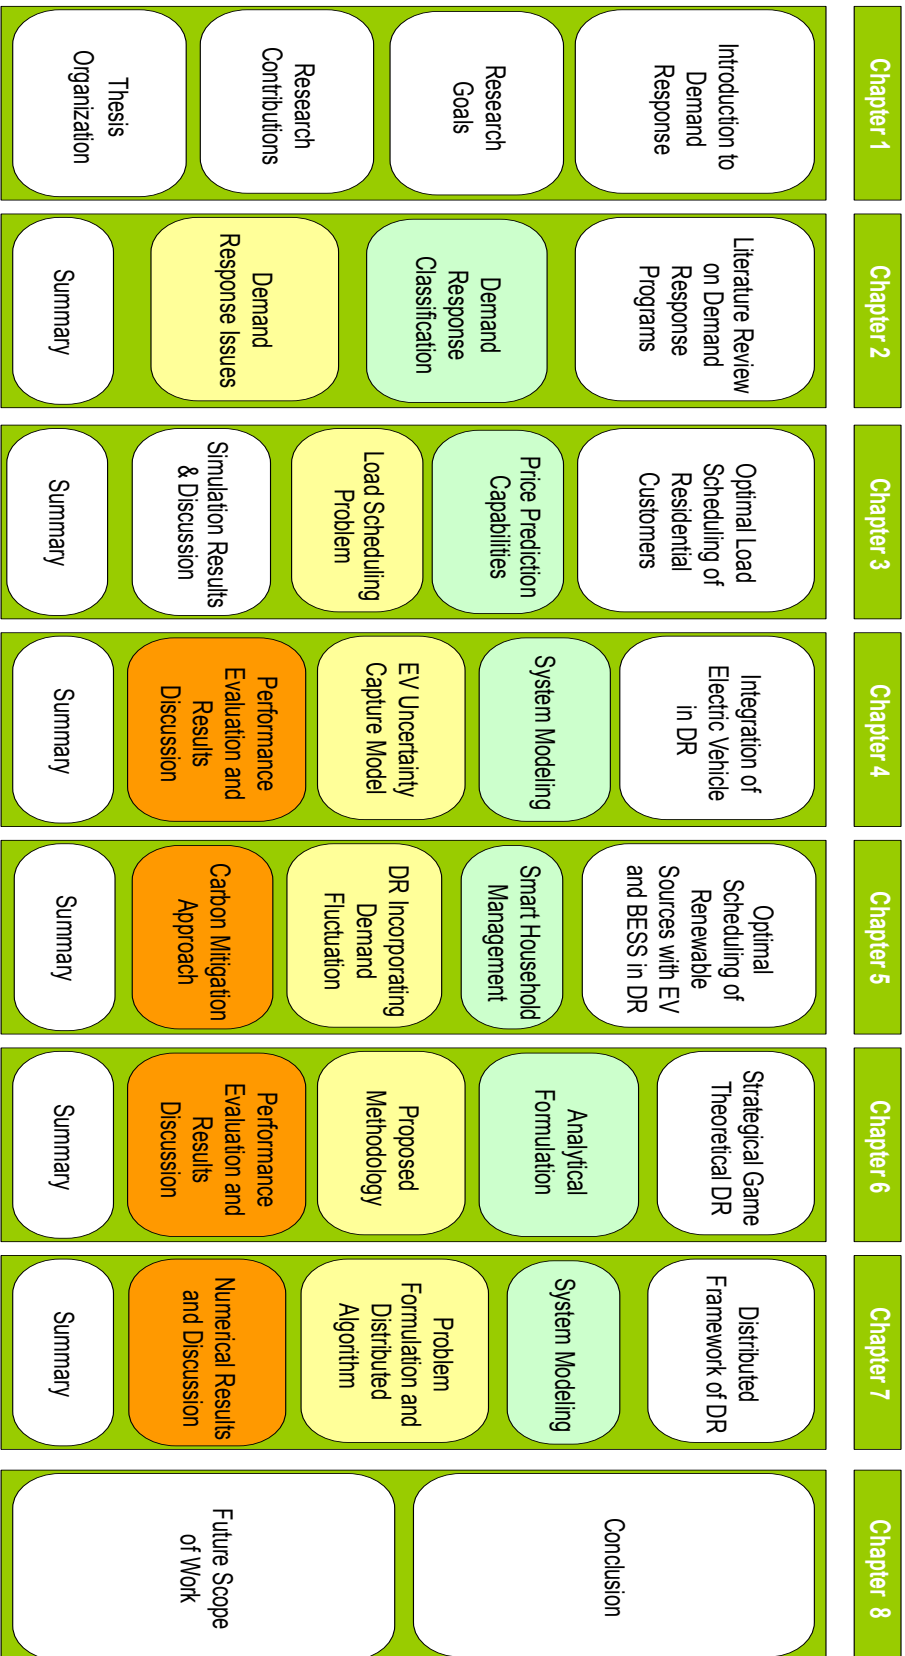 Chapter 1
Introduction to
Demand
Response
Research
Goals
Research
Contributions
Thesis
Organization
Chapter 2
Literature Review
on Demand
Response
Programs
Demand
Response
Classification
Demand
Response Issues
Summary
Chapter 3
Optimal Load
Scheduling of
Residential
Customers
Price Prediction
Capabilities
Load Scheduling
Problem
Simulation Results
& Discussion
Summary
Chapter 4
Integration of
Electric Vehicle
in DR
System Modeling
EV Uncertainty
Capture Model
Performance
Evaluation and
Results
Discussion
Summary
Chapter 5
Optimal
Scheduling of
Renewable
Sources with EV
and BESS in DR
Smart Household
Management
DR Incorporating
Demand
Fluctuation
Carbon Mitigation
Approach
Summary
Chapter 6
Strategical Game
Theoretical DR
Analytical
Formulation
Proposed
Methodology
Performance
Evaluation and
Results
Discussion
Summary
Chapter 7
Distributed
Framework of DR
System Modeling
Problem
Formulation and
Distributed
Algorithm
Numerical Results
and Discussion
Summary
Chapter 8
Conclusion
Future Scope
of Work